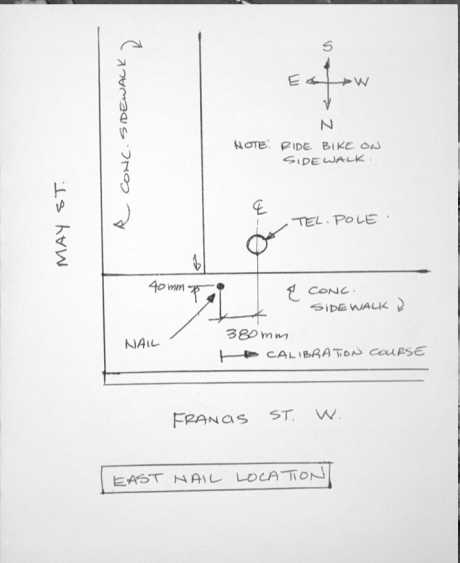 CONC. SIDEWALK
MAY ST.
S
E W
N
NOTE: RIDE BIKE ON
SIDEWALK.
℄
TEL. POLE.
40mm
CONC.
SIDEWALK
NAIL
380mm
CALIBRATION COURSE
FRANCIS ST. W.
EAST NAIL LOCATION